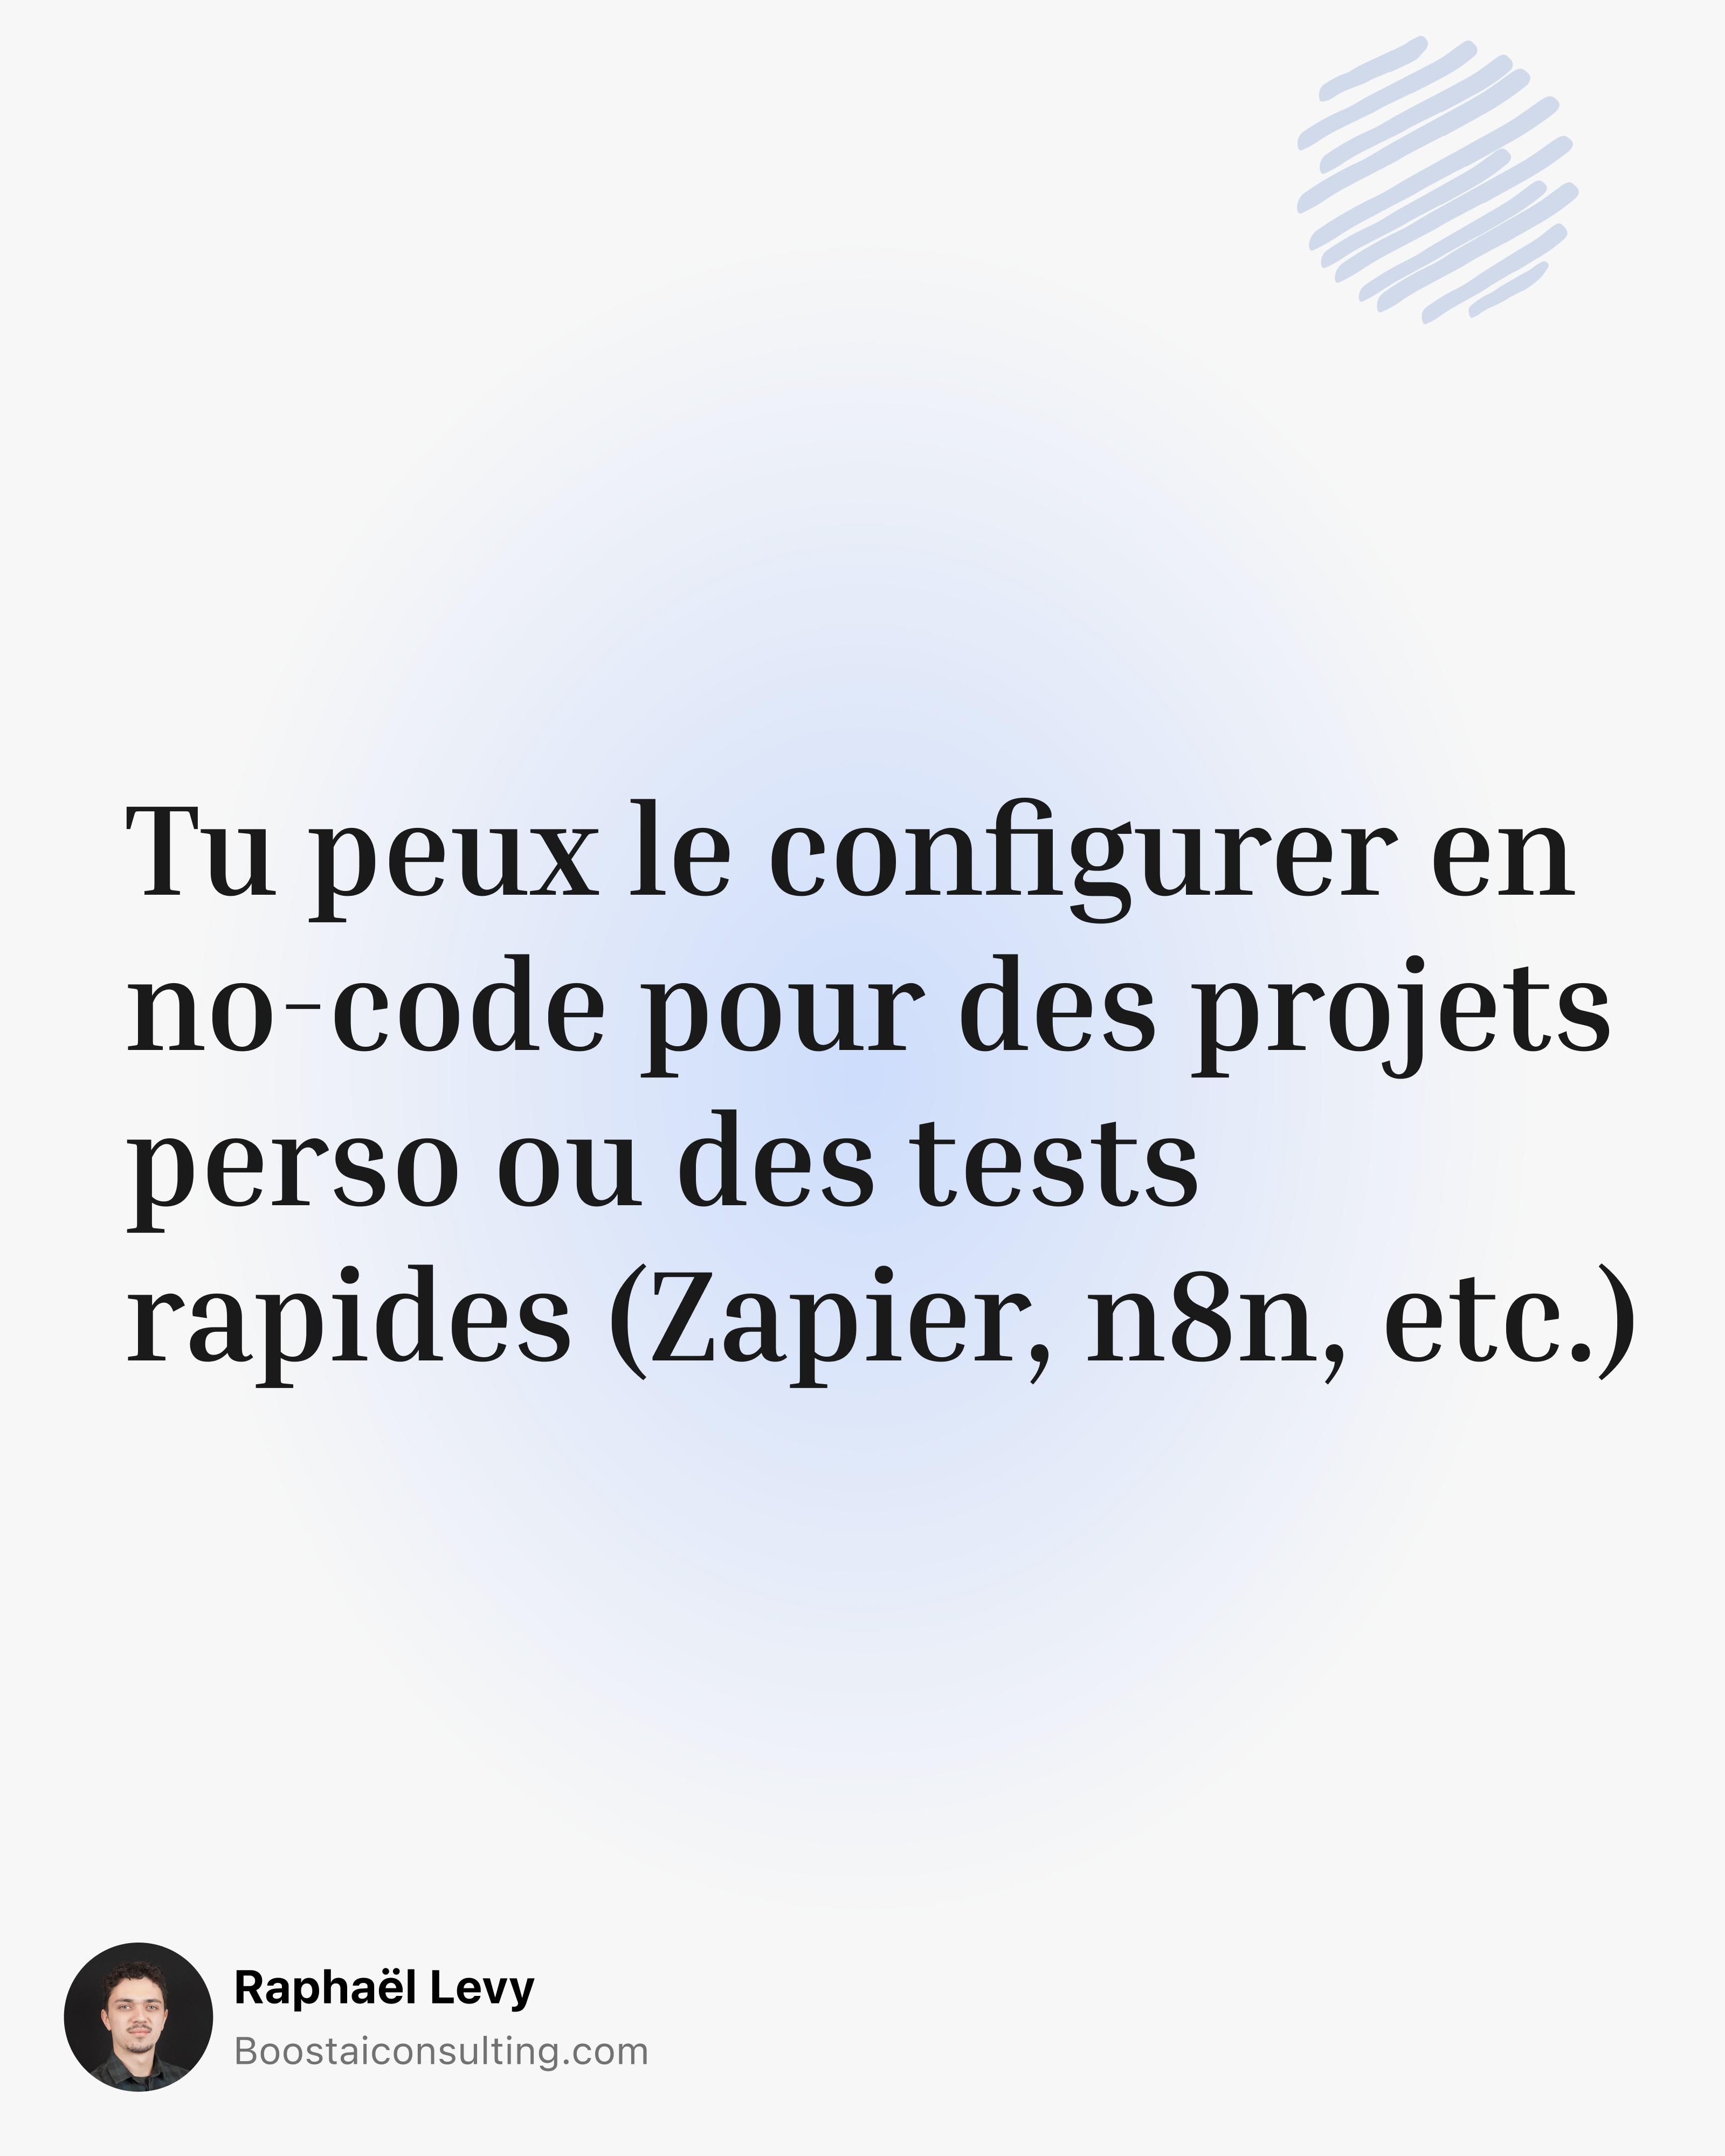 Tu peux le configurer en
no-code pour des projets
perso ou des tests
rapides (Zapier, n8n, etc.)
Raphaël Levy
Boostaiconsulting.com